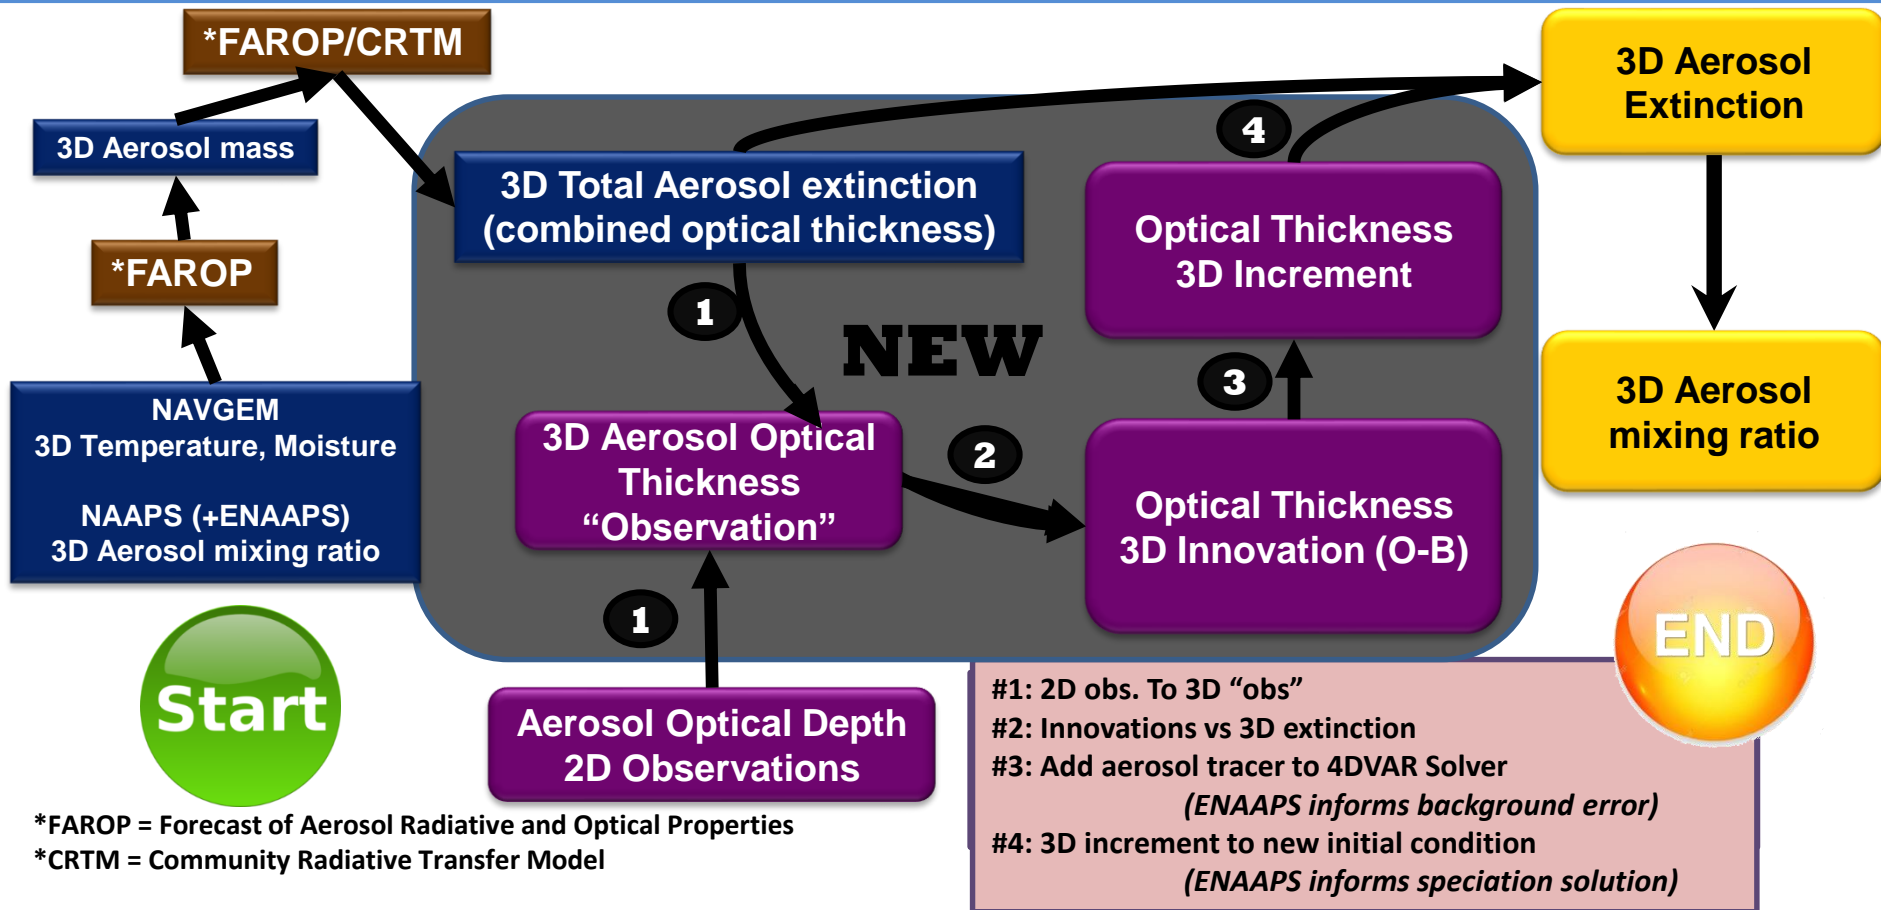 *FAROP/CRTM
3D Aerosol mass
*FAROP
NAVGEM
3D Temperature, Moisture
NAAPS (+ENAAPS)
3D Aerosol mixing ratio
Start
3D Total Aerosol extinction
(combined optical thickness)
1
NEW
3D Aerosol Optical
Thickness
“Observation”
1
Aerosol Optical Depth
2D Observations
2
Optical Thickness
3D Innovation (O-B)
3
Optical Thickness
3D Increment
4
3D Aerosol
Extinction
3D Aerosol
mixing ratio
END
#1: 2D obs. To 3D “obs”
#2: Innovations vs 3D extinction
#3: Add aerosol tracer to 4DVAR Solver
(ENAAPS informs background error)
#4: 3D increment to new initial condition
(ENAAPS informs speciation solution)
*FAROP = Forecast of Aerosol Radiative and Optical Properties
*CRTM = Community Radiative Transfer Model